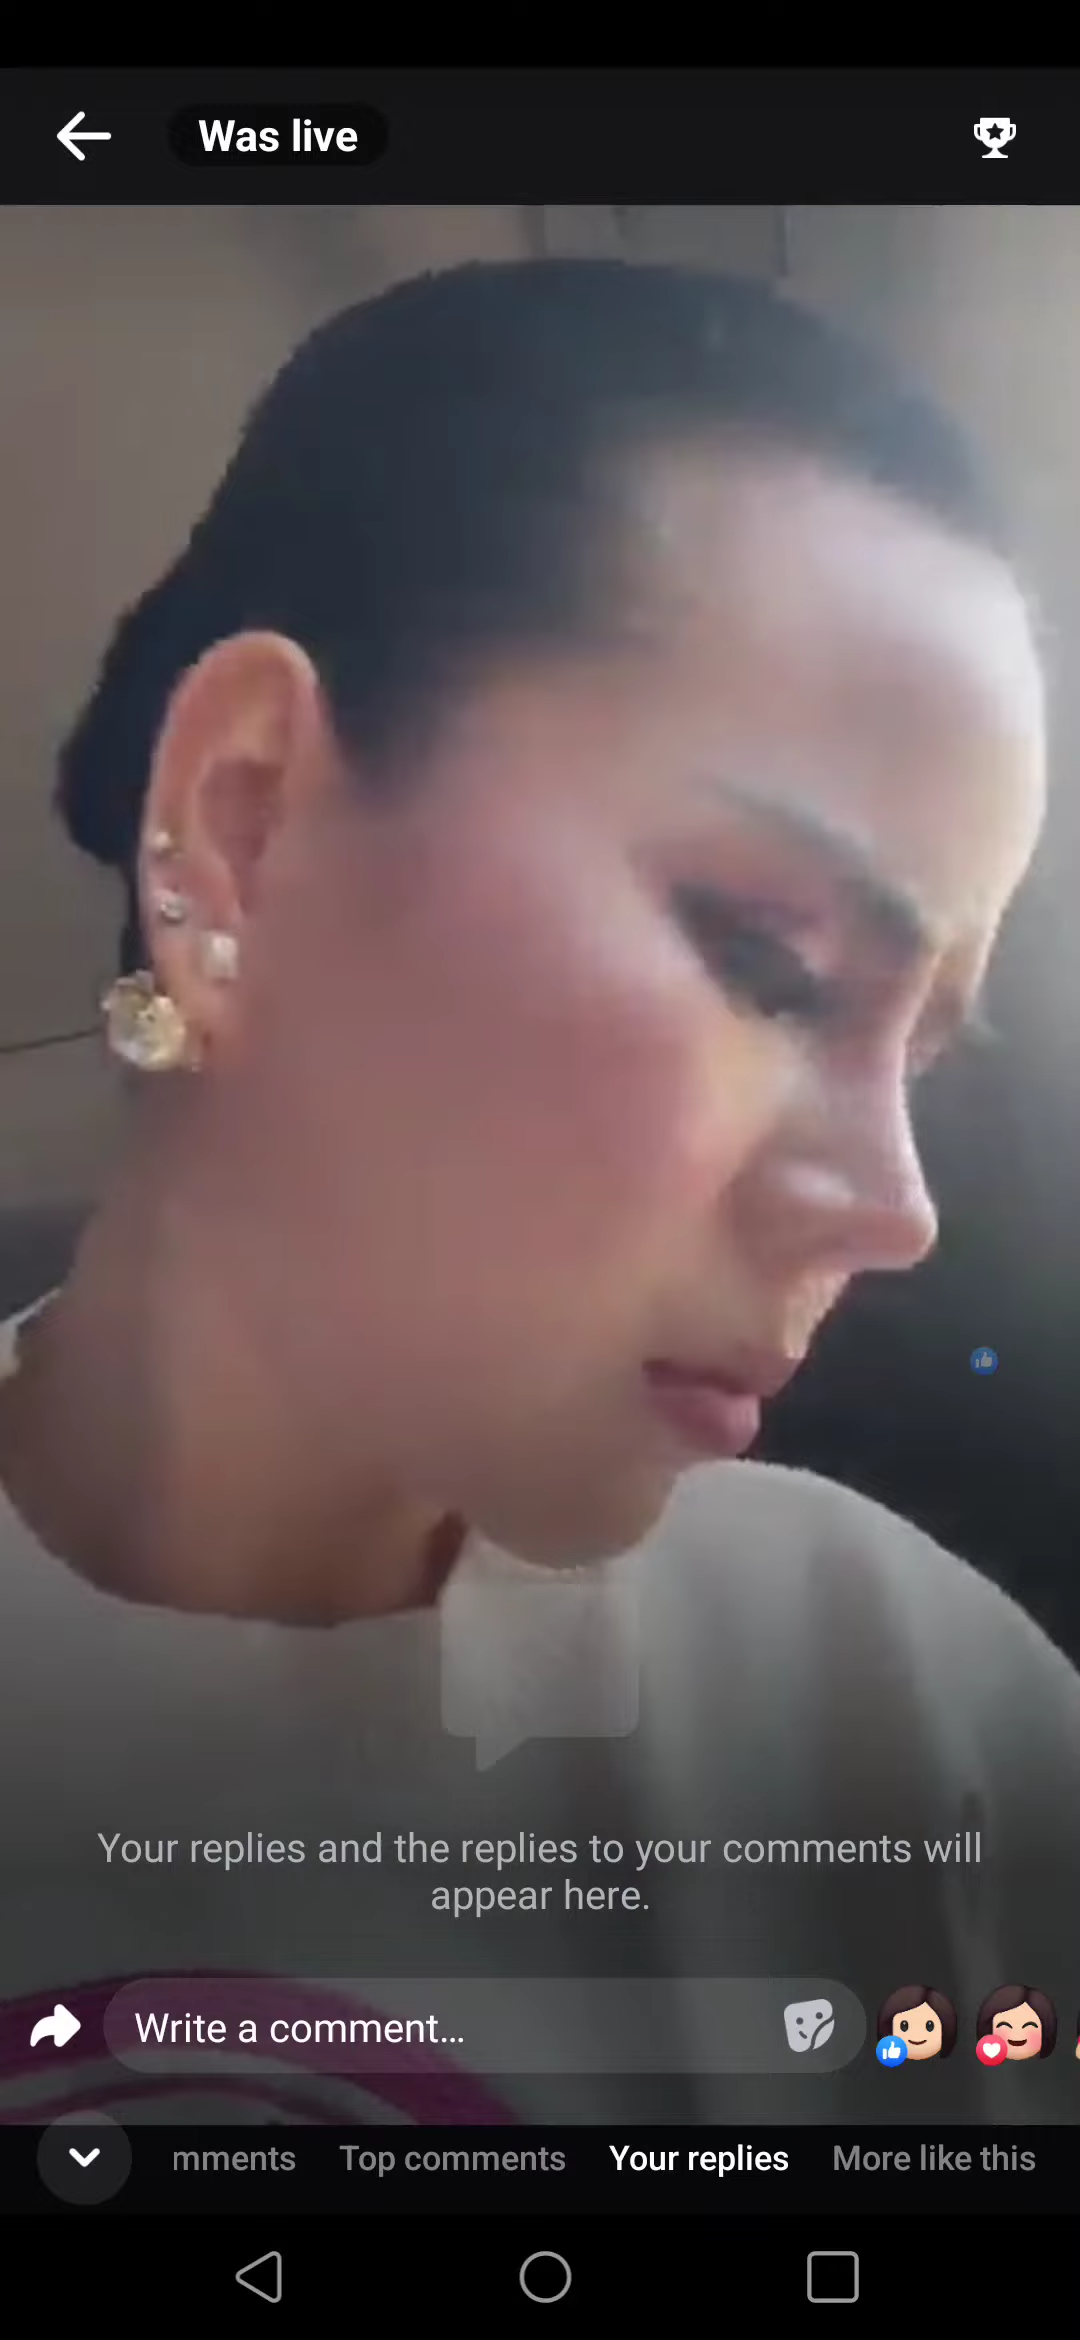 Was live
Your replies and the replies to your comments will
appear here.
Write a comment...
mments
Top comments
Your replies
More like this